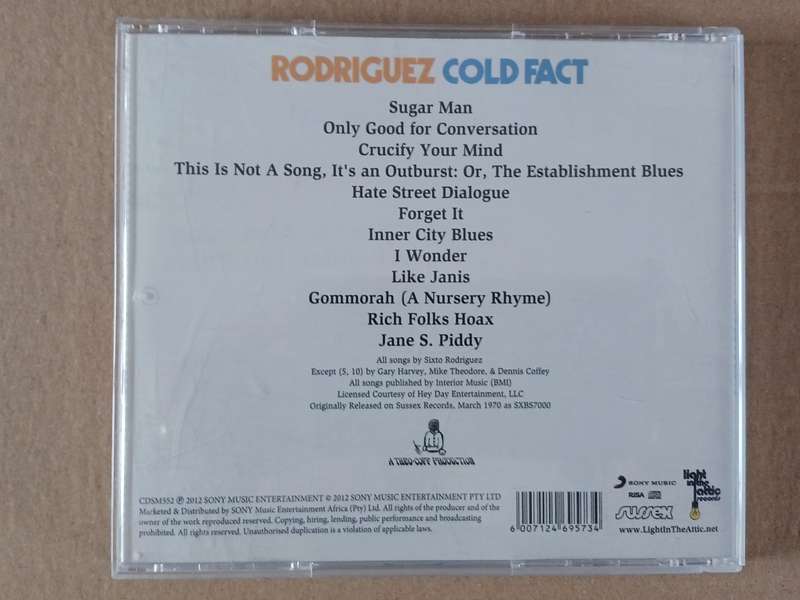 RODRIGUEZ COLD FACT
Sugar Man
Only Good for Conversation
Crucify Your Mind
This Is Not A Song, It's an Outburst: Or, The Establishment Blues
Hate Street Dialogue
Forget It
Inner City Blues
I Wonder
Like Janis
Gommorah (A Nursery Rhyme)
Rich Folks Hoax
Jane S. Piddy
All songs by Sixto Rodriguez
Except (5, 10) by Gary Harvey, Mike Theodore, & Dennis Coffey
All songs published by Interior Music (BMI)
Licensed Courtesy of Hey Day Entertainment, LLC
Originally Released on Sussex Records, March 1970 as SXBS7000
A THEO-COFF PRODUCTION
CDSM552 ℗ 2012 SONY MUSIC ENTERTAINMENT © 2012 SONY MUSIC ENTERTAINMENT PTY LTD
Marketed & Distributed by SONY Music Entertainment Africa (Pty) Ltd. All rights of the producer and of the
owner of the work reproduced reserved. Copying, hiring, lending, public performance and broadcasting
prohibited. All rights reserved. Unauthorised duplication is a violation of applicable laws.
6 007124 695734
SONY MUSIC
RISA
sussex
light in the attic records
www.LightInTheAttic.net